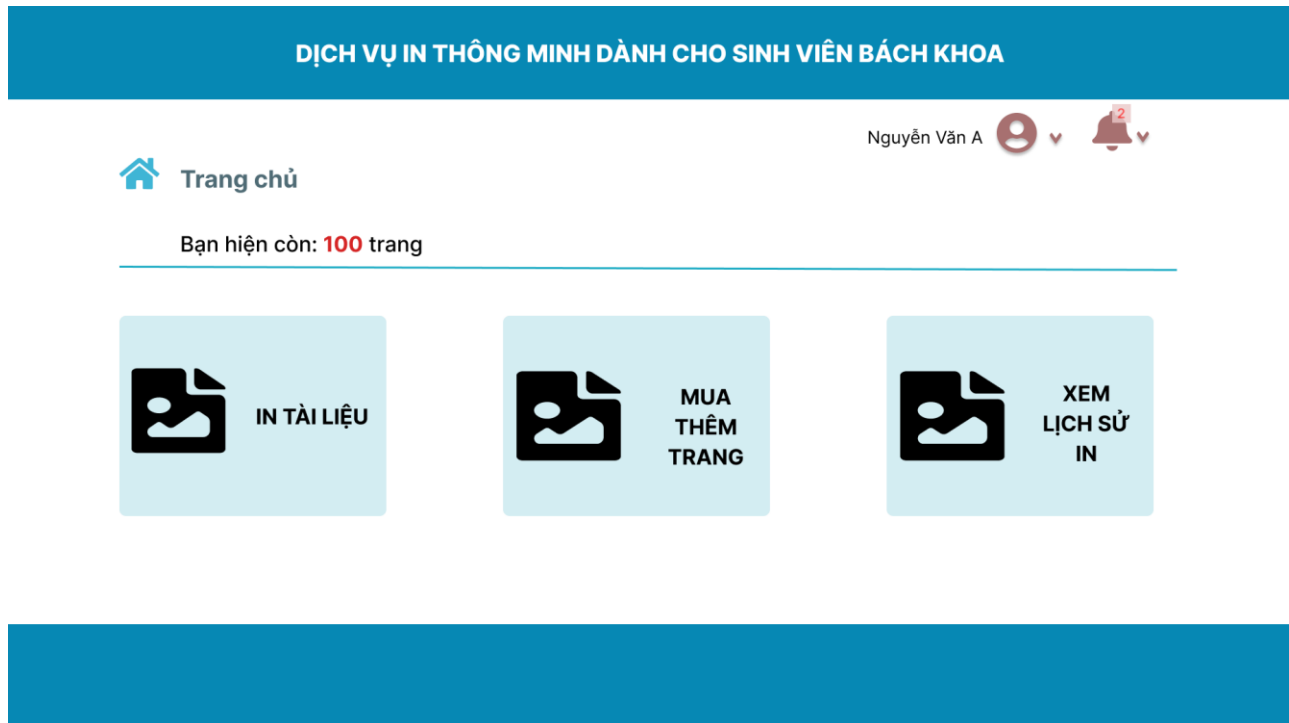 DỊCH VỤ IN THÔNG MINH DÀNH CHO SINH VIÊN BÁCH KHOA
Nguyễn Văn A
2
Trang chủ
Bạn hiện còn: 100 trang
IN TÀI LIỆU
MUA
THÊM
TRANG
XEM
LỊCH SỬ
IN